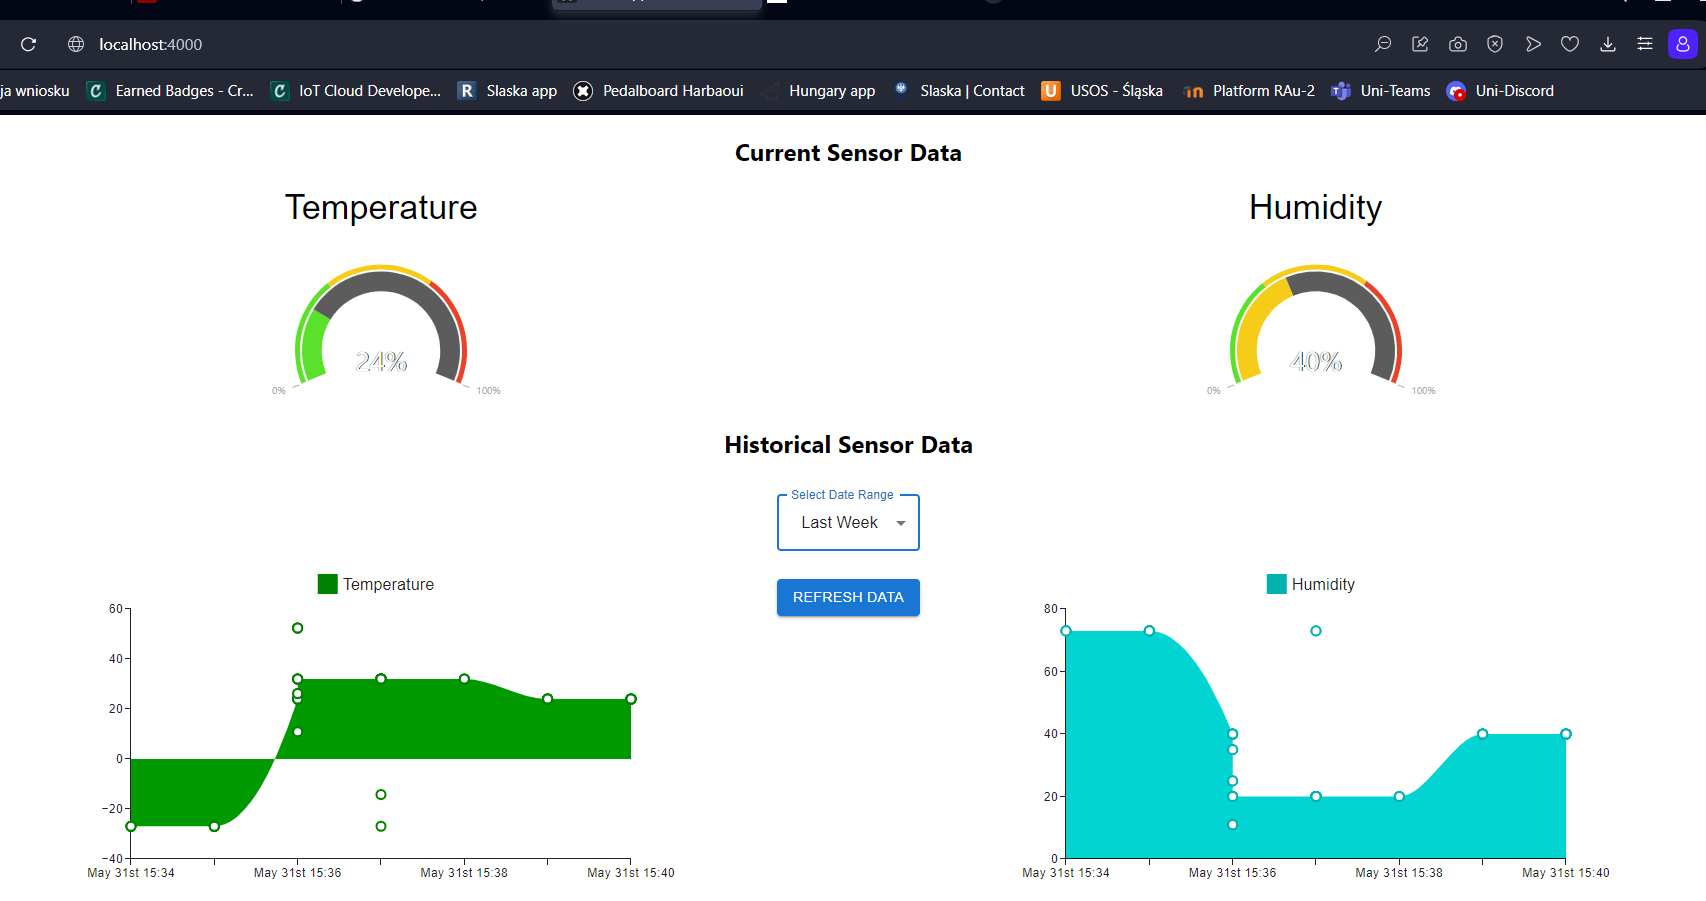 localhost:4000
ja wniosku Earned Badges - Cr... IoT Cloud Develope... Slaska app Pedalboard Harbaoui Hungary app Slaska | Contact USOS - Śląska Platform RAu-2 Uni-Teams Uni-Discord
Current Sensor Data
Temperature
24%
0% 100%
Humidity
40%
0% 100%
Historical Sensor Data
Select Date Range
Last Week
REFRESH DATA
Temperature
60
40
20
0
−20
−40
May 31st 15:34 May 31st 15:36 May 31st 15:38 May 31st 15:40
Humidity
80
60
40
20
0
May 31st 15:34 May 31st 15:36 May 31st 15:38 May 31st 15:40